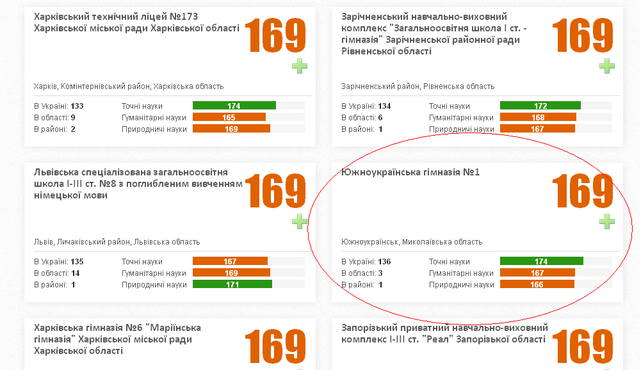 Харківський технічний ліцей №173
Харківської міської ради Харківської області
169
Харків, Комінтернівський район, Харківська область
В Україні: 133 Точні науки 174
В області: 9 Гуманітарні науки 165
В районі: 2 Природничі науки 169
Зарічненський навчально-виховний
комплекс "Загальноосвітня школа І ст. -
гімназія" Зарічненської районної ради
Рівненської області
169
Зарічненський район, Рівненська область
В Україні: 134 Точні науки 172
В області: 6 Гуманітарні науки 168
В районі: 1 Природничі науки 167
Львівська спеціалізована загальноосвітня
школа І-ІІІ ст. №8 з поглибленим вивченням
німецької мови
169
Львів, Личаківський район, Львівська область
В Україні: 135 Точні науки 167
В області: 14 Гуманітарні науки 169
В районі: 1 Природничі науки 171
Южноукраїнська гімназія №1
169
Южноукраїнськ, Миколаївська область
В Україні: 136 Точні науки 174
В області: 3 Гуманітарні науки 167
В районі: 1 Природничі науки 166
Харківська гімназія №6 "Маріїнська
гімназія" Харківської міської ради
Харківської області
169
Запорізький приватний навчально-виховний
комплекс І-ІІІ ст. "Реал" Запорізької області
169